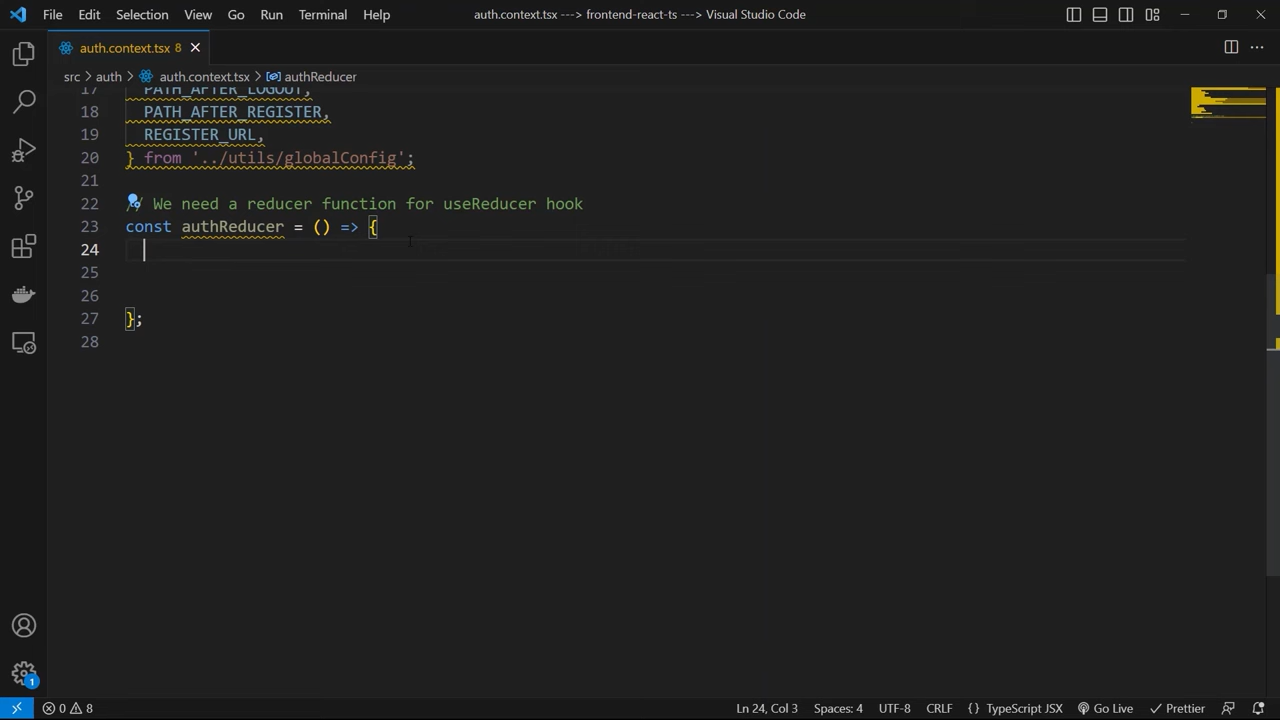 File Edit Selection View Go Run Terminal Help
auth.context.tsx ---> frontend-react-ts ---> Visual Studio Code
auth.context.tsx 8
src > auth > auth.context.tsx > authReducer
17 PATH_AFTER_LOGOUT,
18 PATH_AFTER_REGISTER,
19 REGISTER_URL,
20 } from '../utils/globalConfig';
21
22 // We need a reducer function for useReducer hook
23 const authReducer = () => {
24
25
26
27 };
28
1
0 8
Ln 24, Col 3 Spaces: 4 UTF-8 CRLF { } TypeScript JSX Go Live Prettier